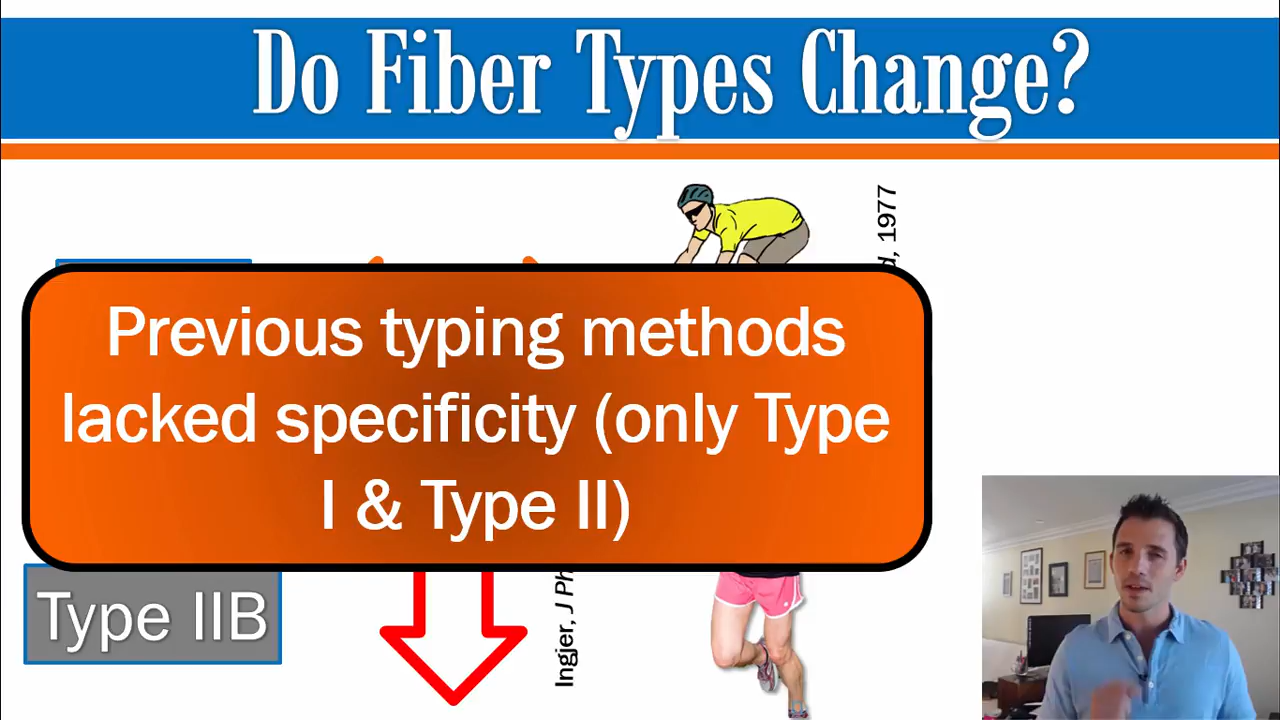 Do Fiber Types Change?
1977
Previous typing methods
lacked specificity (only Type
I & Type II)
Type IIB
Ingjer, J Ph